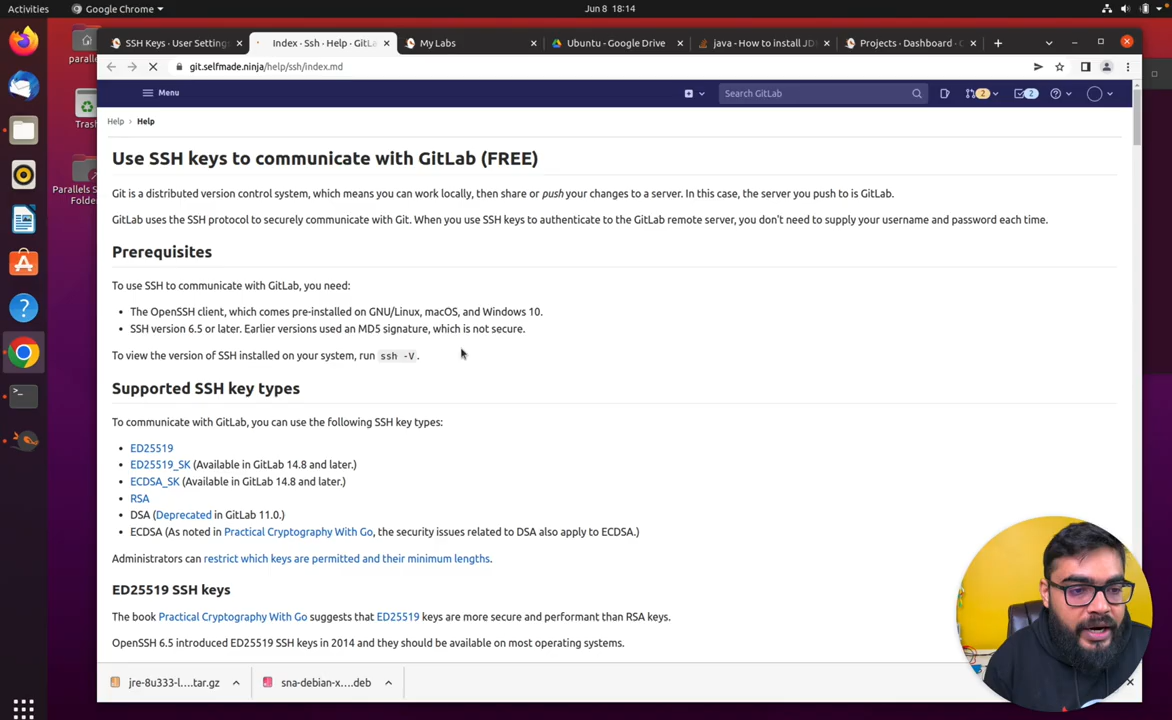 Activities
Google Chrome
Jun 8 18:14
SSH Keys · User Setting
Index · Ssh · Help · GitLa
My Labs
Ubuntu - Google Drive
java - How to install JD
Projects · Dashboard · G
git.selfmade.ninja/help/ssh/index.md
Menu
Search GitLab
2
2
Help › Help
Use SSH keys to communicate with GitLab (FREE)
Git is a distributed version control system, which means you can work locally, then share or push your changes to a server. In this case, the server you push to is GitLab.
GitLab uses the SSH protocol to securely communicate with Git. When you use SSH keys to authenticate to the GitLab remote server, you don't need to supply your username and password each time.
Prerequisites
To use SSH to communicate with GitLab, you need:
• The OpenSSH client, which comes pre-installed on GNU/Linux, macOS, and Windows 10.
• SSH version 6.5 or later. Earlier versions used an MD5 signature, which is not secure.
To view the version of SSH installed on your system, run ssh -V.
Supported SSH key types
To communicate with GitLab, you can use the following SSH key types:
• ED25519
• ED25519_SK (Available in GitLab 14.8 and later.)
• ECDSA_SK (Available in GitLab 14.8 and later.)
• RSA
• DSA (Deprecated in GitLab 11.0.)
• ECDSA (As noted in Practical Cryptography With Go, the security issues related to DSA also apply to ECDSA.)
Administrators can restrict which keys are permitted and their minimum lengths.
ED25519 SSH keys
The book Practical Cryptography With Go suggests that ED25519 keys are more secure and performant than RSA keys.
OpenSSH 6.5 introduced ED25519 SSH keys in 2014 and they should be available on most operating systems.
jre-8u333-l....tar.gz
sna-debian-x....deb
paralle
Trash
Parallels S
Folder